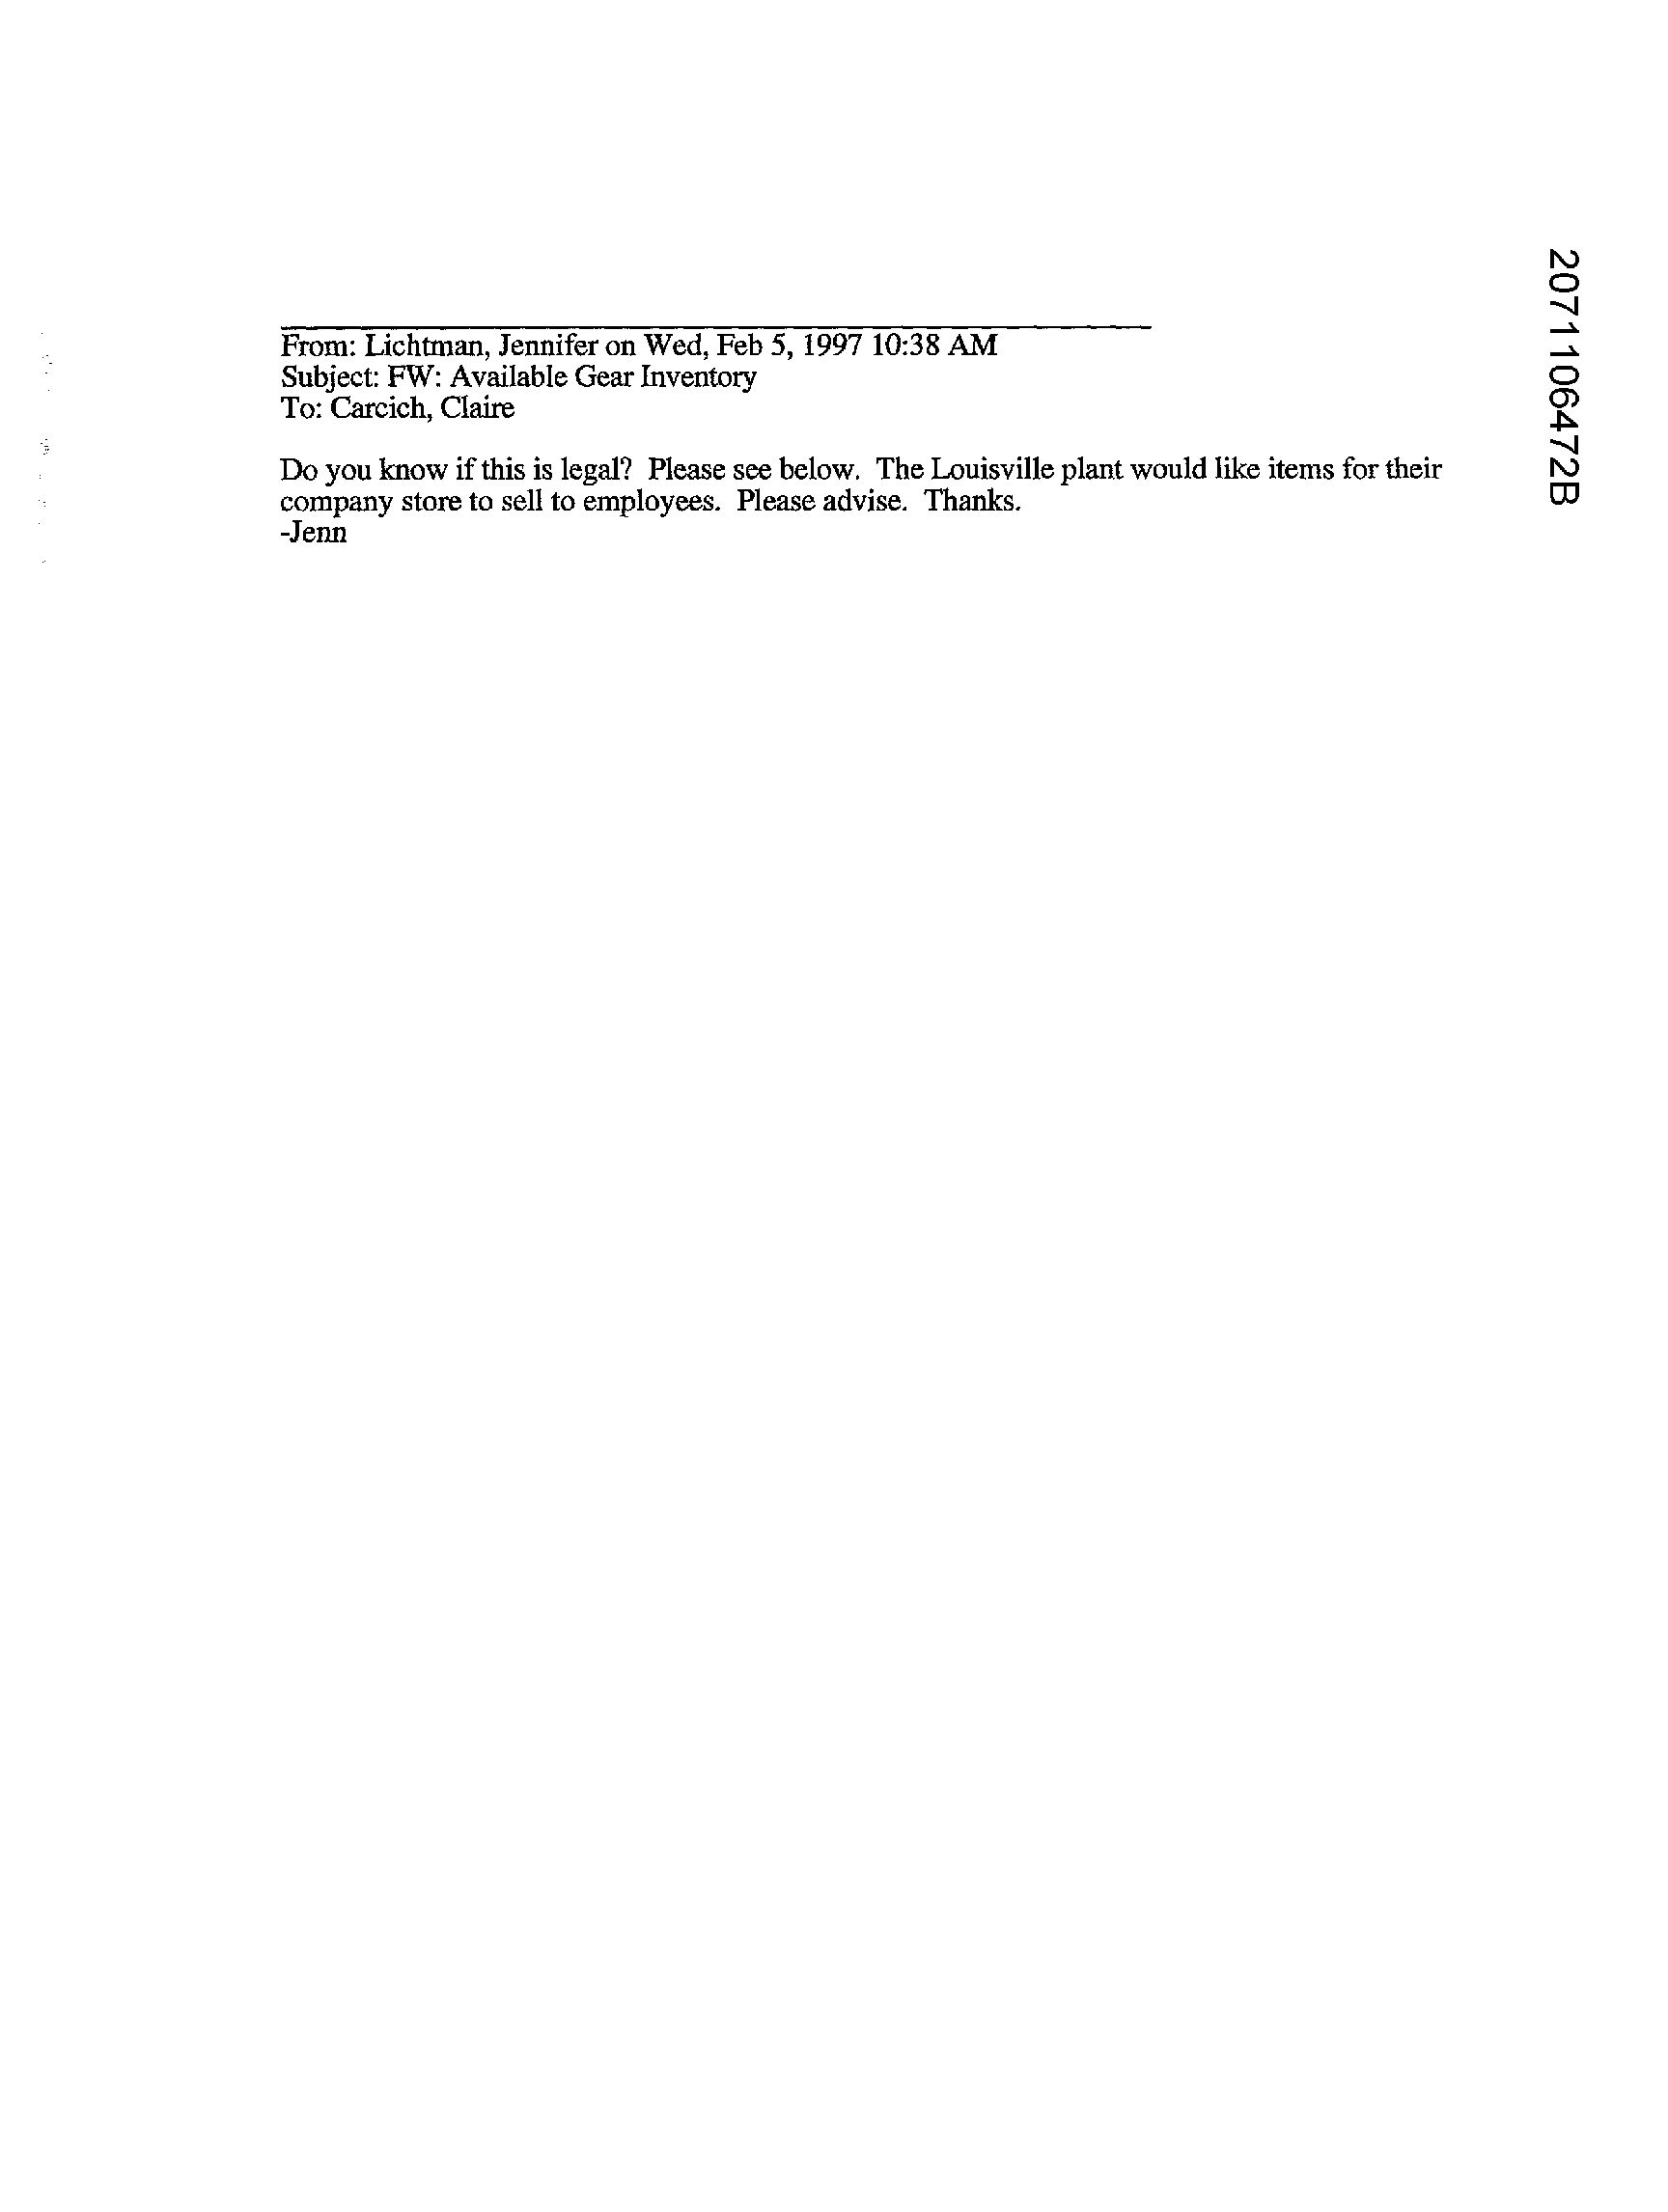 From: Lichtman, Jennifer on Wed, Feb 5, 1997 10:38 AM
Subject: FW: Available Gear Inventory
To: Carcich, Claire
Do you know if this is legal?  Please see below.  The Louisville plant would like items for their
company store to sell to employees.  Please advise.  Thanks.
-Jenn
2071106472B